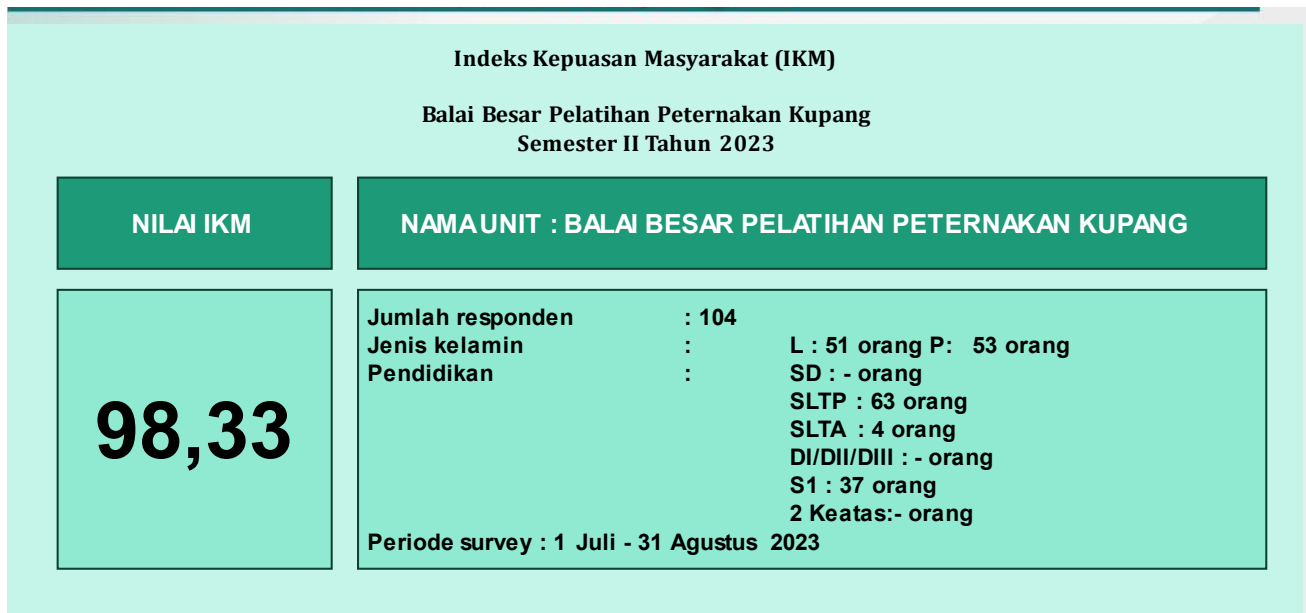 Indeks Kepuasan Masyarakat (IKM)
Balai Besar Pelatihan Peternakan Kupang
Semester II Tahun 2023
NILAI IKM
NAMA UNIT : BALAI BESAR PELATIHAN PETERNAKAN KUPANG
98,33
Jumlah responden : 104
Jenis kelamin : L : 51 orang P: 53 orang
Pendidikan : SD : - orang
SLTP : 63 orang
SLTA : 4 orang
DI/DII/DIII : - orang
S1 : 37 orang
2 Keatas:- orang
Periode survey : 1 Juli - 31 Agustus 2023